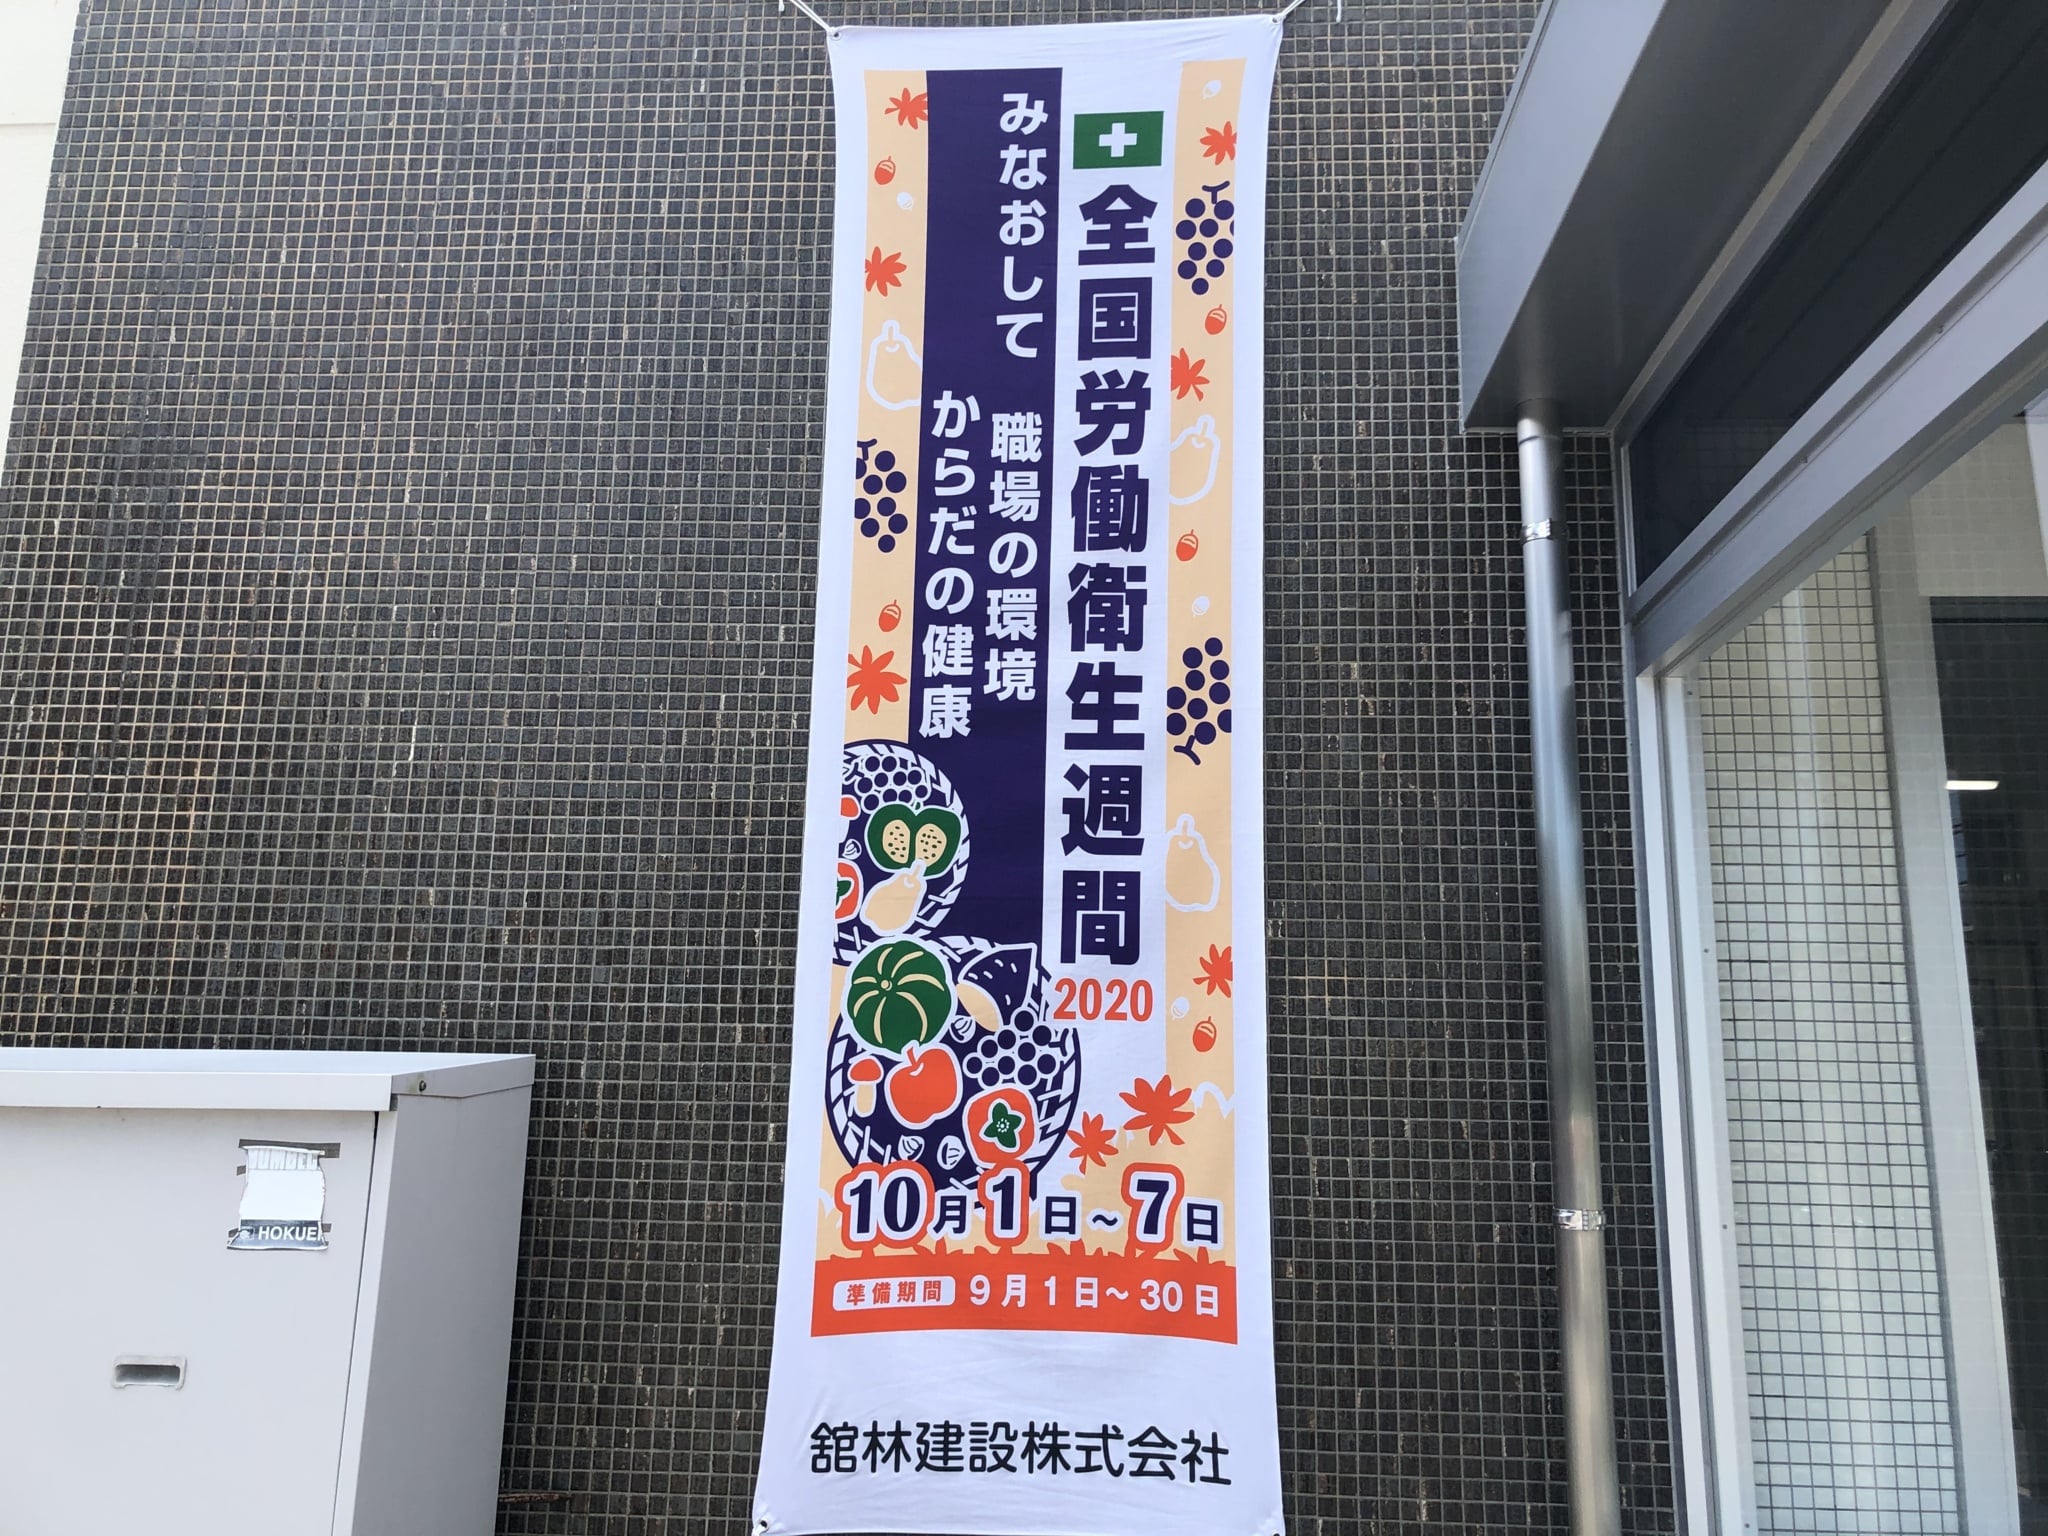 全国労働衛生週間
2020
みなおして
職場の環境
からだの健康
10月1日~7日
準備期間 9月1日~30日
舘林建設株式会社
HOKUEI